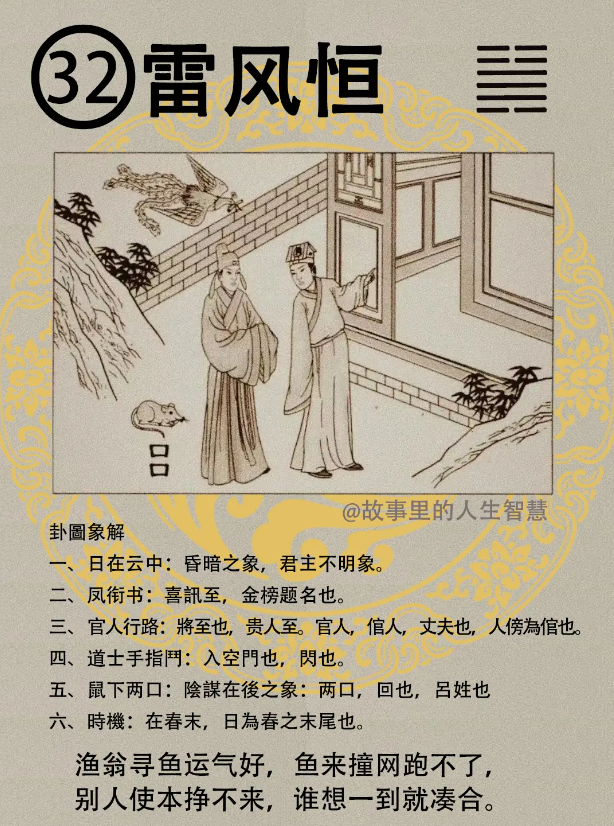 32 雷风恒
口
口
@故事里的人生智慧
卦圖象解
一、日在云中：昏暗之象，君主不明象。
二、凤衔书：喜訊至，金榜题名也。
三、官人行路：將至也，贵人至。官人，倌人，丈夫也，人傍為倌也。
四、道士手指鬥：入空門也，閃也。
五、鼠下两口：陰謀在後之象：两口，回也，呂姓也
六、時機：在春末，日為春之末尾也。
渔翁寻鱼运气好，鱼来撞网跑不了，
别人使本挣不来，谁想一到就凑合。